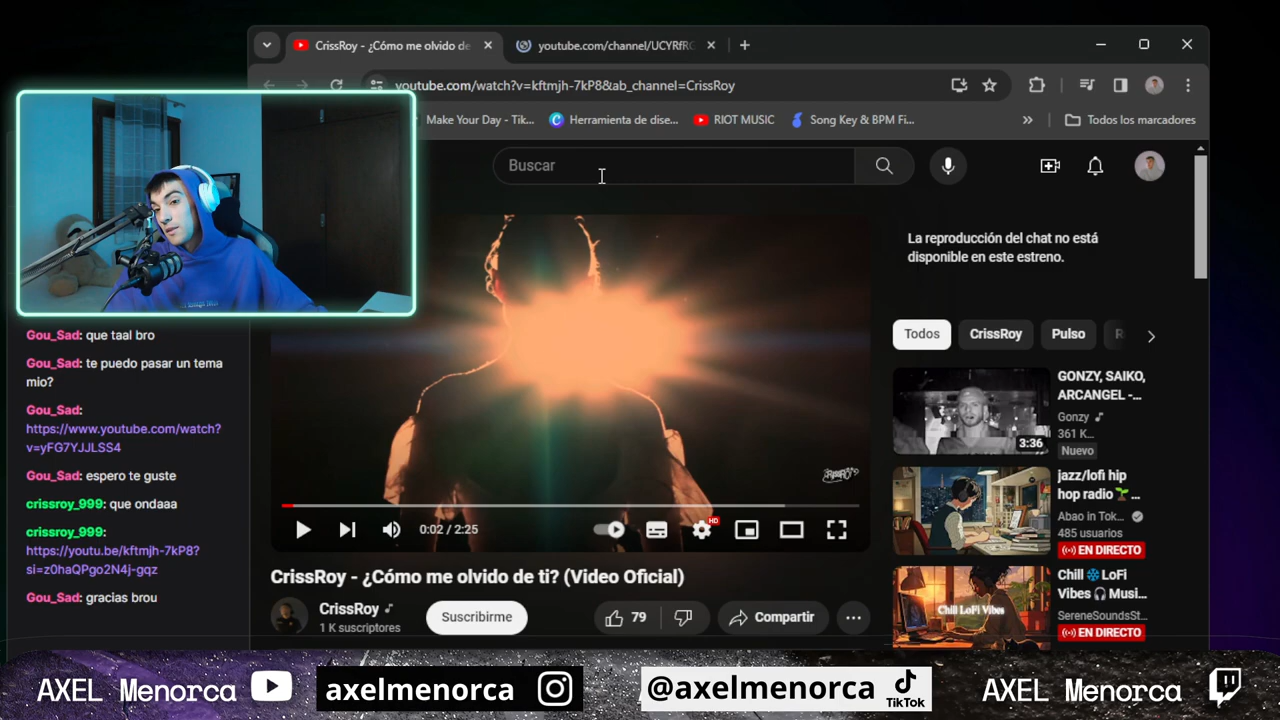 CrissRoy - ¿Cómo me olvido de
youtube.com/channel/UCYRfRG
youtube.com/watch?v=kftmjh-7kP8&ab_channel=CrissRoy
Make Your Day - Tik...
Herramienta de dise...
RIOT MUSIC
Song Key & BPM Fi...
»
Todos los marcadores
Buscar
La reproducción del chat no está
disponible en este estreno.
Todos
CrissRoy
Pulso
GONZY, SAIKO,
ARCANGEL -...
Gonzy
361 K...
Nuevo
3:36
jazz/lofi hip
hop radio🌱...
Abao in Tok...
485 usuarios
EN DIRECTO
Chill ❄️LoFi
Vibes 🎧Musi...
SereneSoundsSt...
EN DIRECTO
Chill LoFi Vibes
0:02 / 2:25
HD
CrissRoy - ¿Cómo me olvido de ti? (Video Oficial)
CrissRoy
1 K suscriptores
Suscribirme
79
Compartir
Gou_Sad: que taal bro
Gou_Sad: te puedo pasar un tema
mio?
Gou_Sad:
https://www.youtube.com/watch?
v=yFG7YJJLSS4
Gou_Sad: espero te guste
crissroy_999: que ondaaa
crissroy_999:
https://youtu.be/kftmjh-7kP8?
si=z0haQPgo2N4j-gqz
Gou_Sad: gracias brou
AXEL Menorca
axelmenorca
@axelmenorca
TikTok
AXEL Menorca